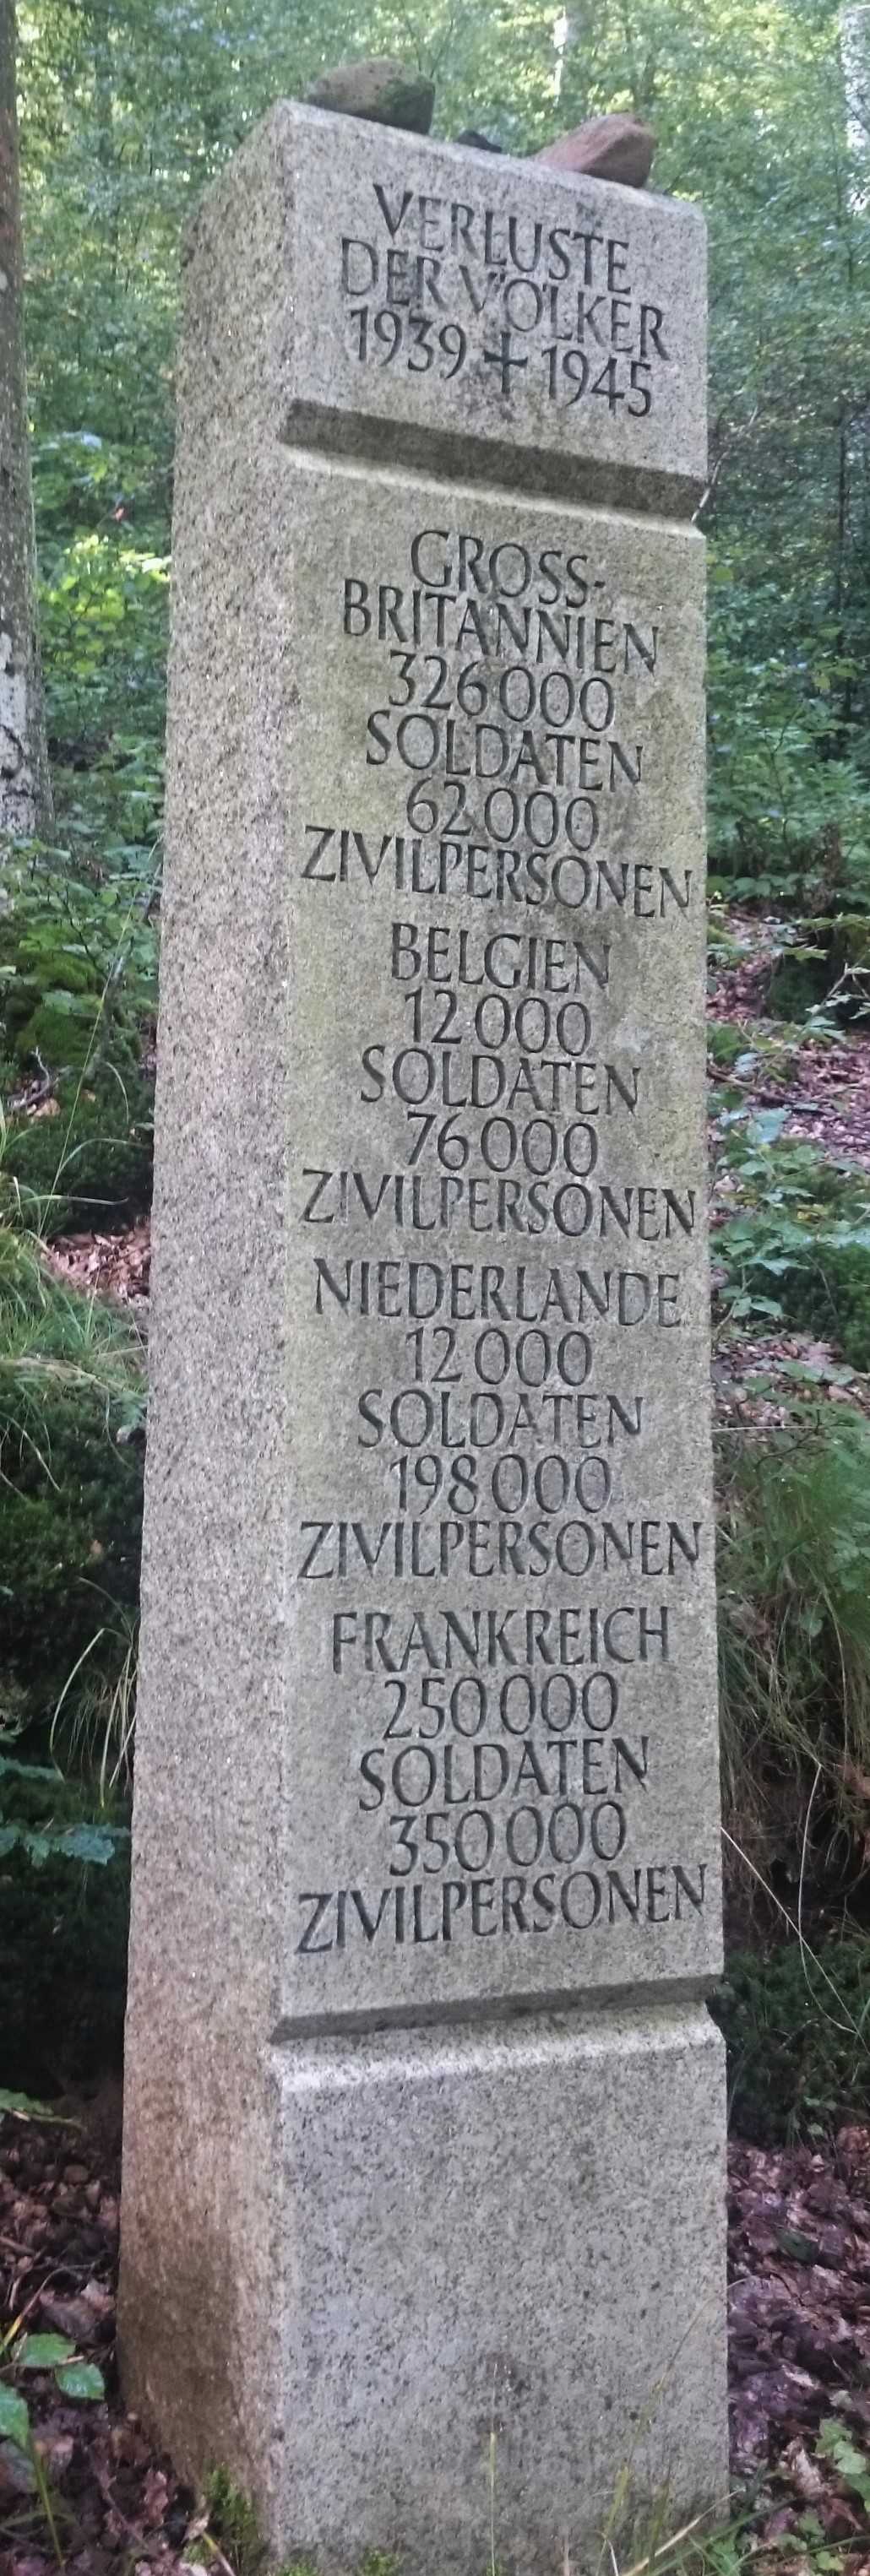 VERLUSTE
DER VÖLKER
1939 + 1945
GROSS-
BRITANNIEN
326 000
SOLDATEN
62 000
ZIVILPERSONEN
BELGIEN
12 000
SOLDATEN
76 000
ZIVILPERSONEN
NIEDERLANDE
12 000
SOLDATEN
198 000
ZIVILPERSONEN
FRANKREICH
250 000
SOLDATEN
350 000
ZIVILPERSONEN